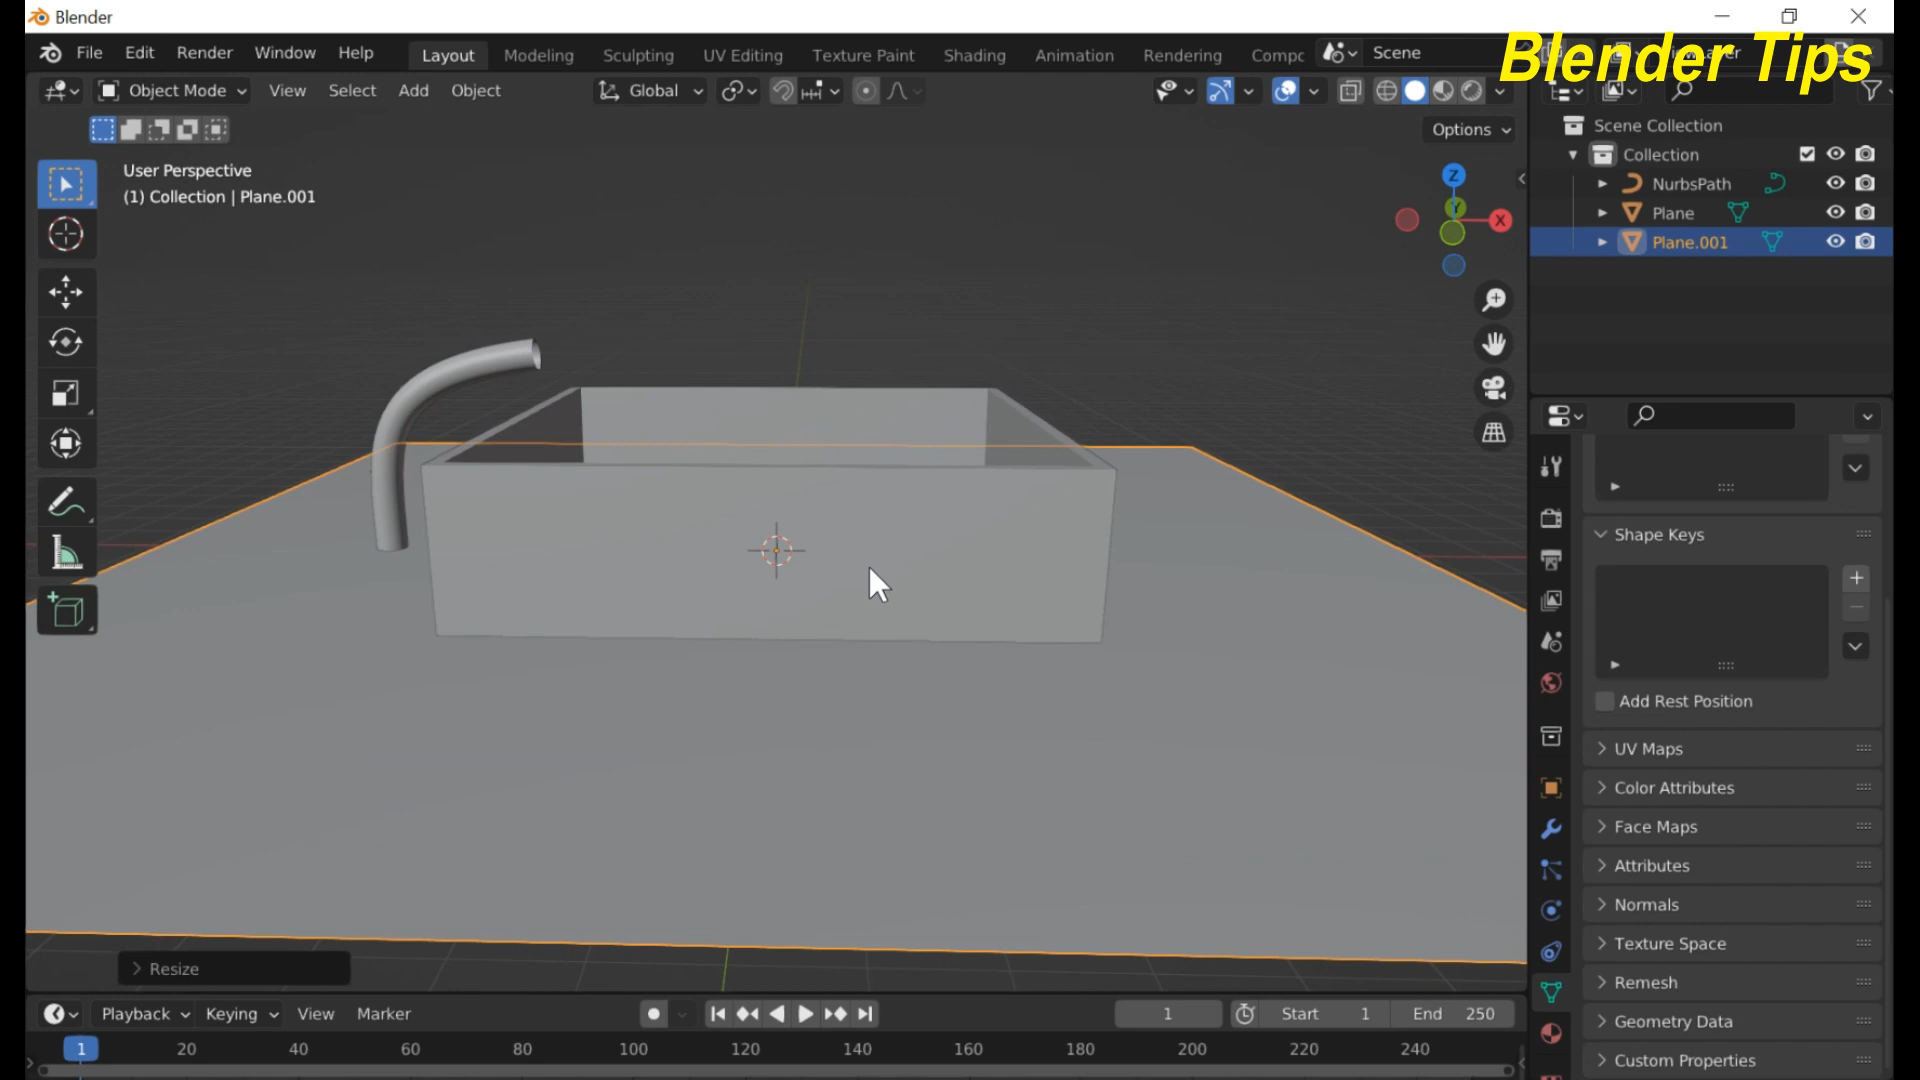 Blender
File Edit Render Window Help Layout Modeling Sculpting UV Editing Texture Paint Shading Animation Rendering Compc Scene
Blender Tips
Object Mode View Select Add Object Global
Options
User Perspective
(1) Collection | Plane.001
Z
Y
X
Scene Collection
Collection
NurbsPath
Plane
Plane.001
Shape Keys
Add Rest Position
UV Maps
Color Attributes
Face Maps
Attributes
Normals
Texture Space
Remesh
Geometry Data
Custom Properties
Resize
Playback Keying View Marker 1 Start 1 End 250
1 20 40 60 80 100 120 140 160 180 200 220 240